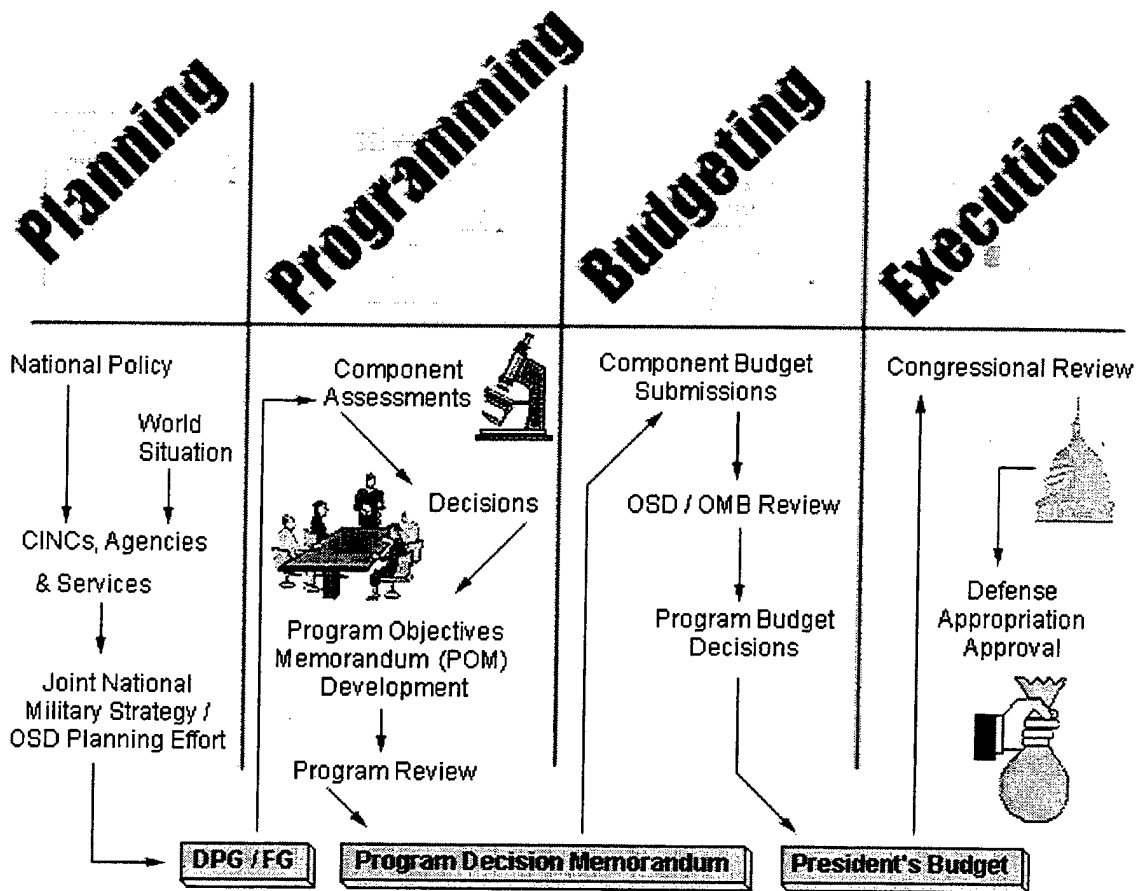 Planning
Programming
Budgeting
Execution
National Policy
World
Situation
CINCs, Agencies
& Services
Joint National
Military Strategy /
OSD Planning Effort
Component
Assessments
Decisions
Program Objectives
Memorandum (POM)
Development
Program Review
Component Budget
Submissions
OSD / OMB Review
Program Budget
Decisions
Congressional Review
Defense
Appropriation
Approval
DPG / FG
Program Decision Memorandum
President's Budget